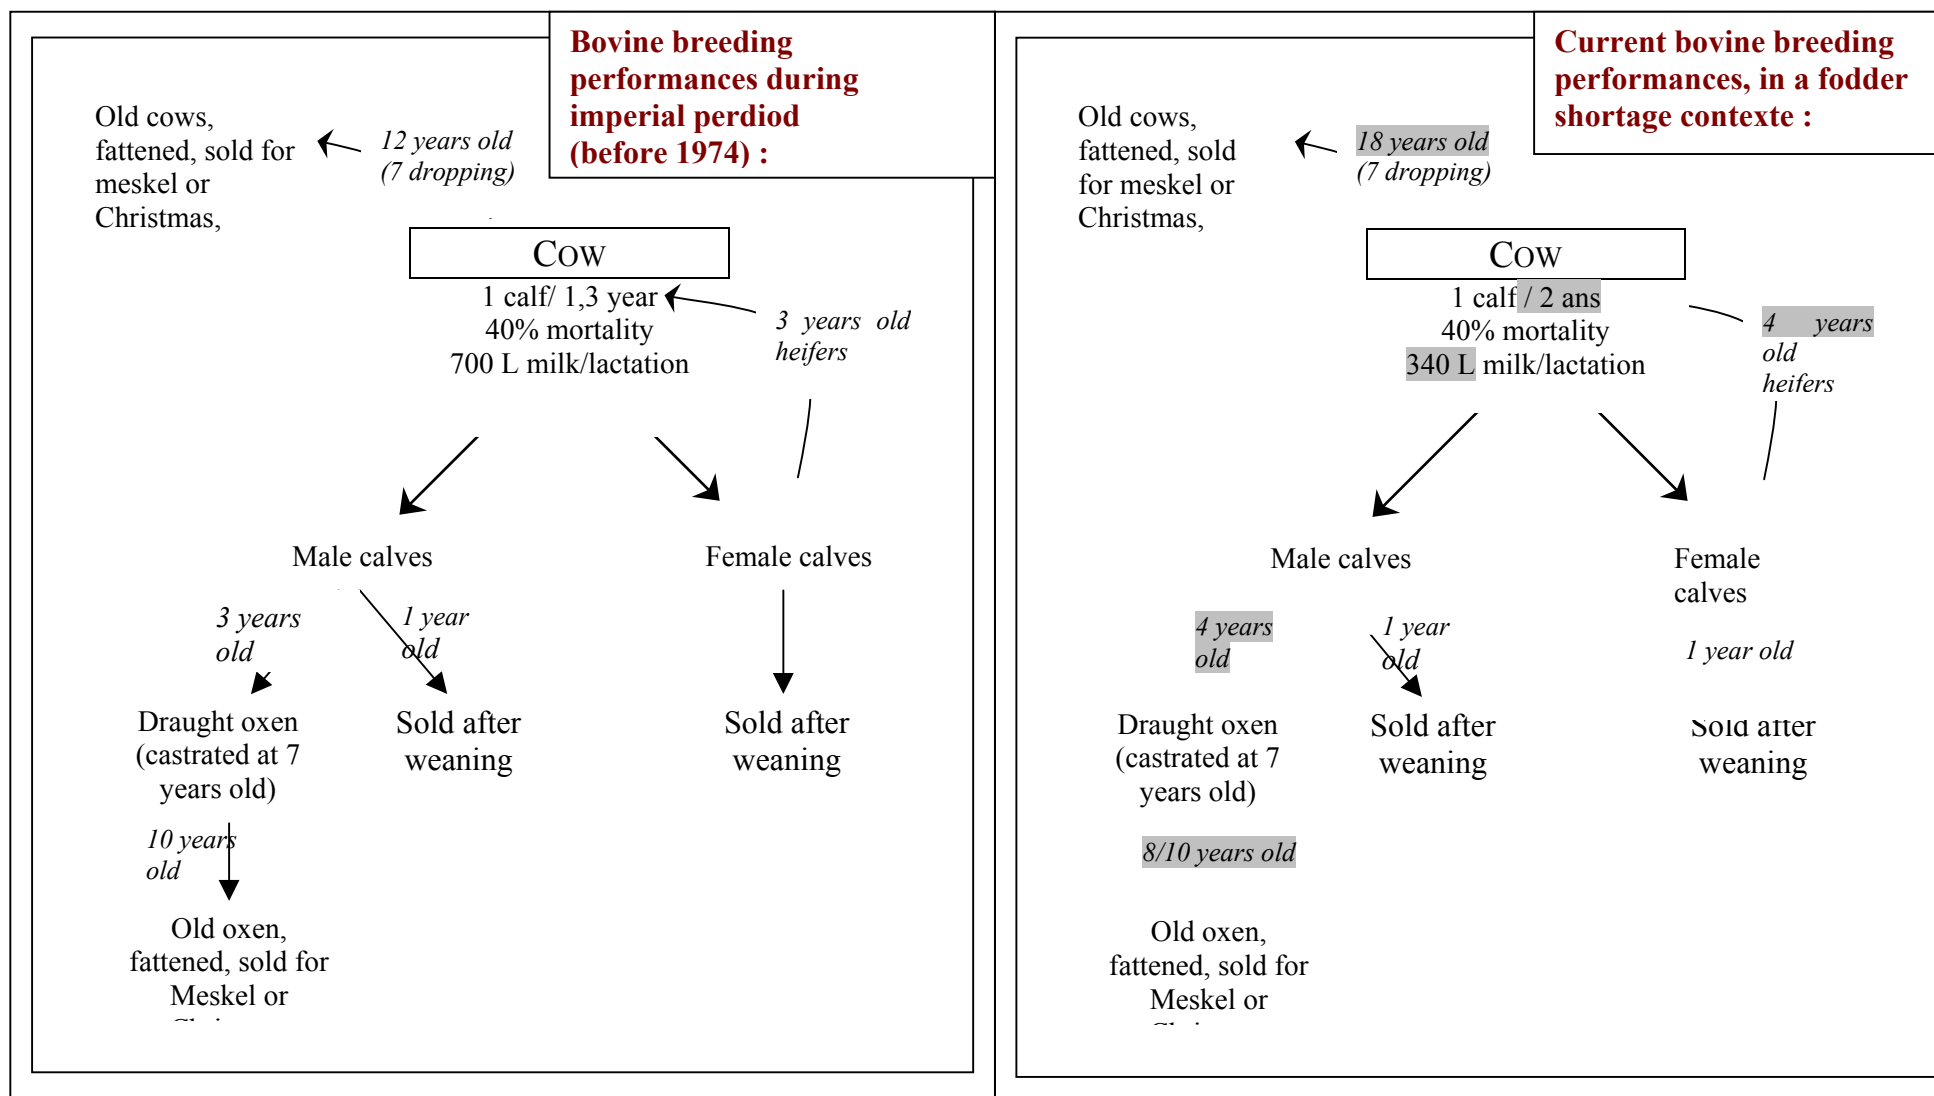 Bovine breeding
performances during
imperial perdiod
(before 1974) :
Old cows,
fattened, sold for
meskel or
Christmas,
12 years old
(7 dropping)
COW
1 calf/ 1,3 year
40% mortality
700 L milk/lactation
3 years old
heifers
Male calves
Female calves
3 years
old
1 year
old
Draught oxen
(castrated at 7
years old)
Sold after
weaning
Sold after
weaning
10 years
old
Old oxen,
fattened, sold for
Meskel or
Current bovine breeding
performances, in a fodder
shortage contexte :
Old cows,
fattened, sold
for meskel or
Christmas,
18 years old
(7 dropping)
COW
1 calf / 2 ans
40% mortality
340 L milk/lactation
4 years
old
heifers
Male calves
Female
calves
4 years
old
1 year
old
1 year old
Draught oxen
(castrated at 7
years old)
Sold after
weaning
Sold after
weaning
8/10 years old
Old oxen,
fattened, sold for
Meskel or